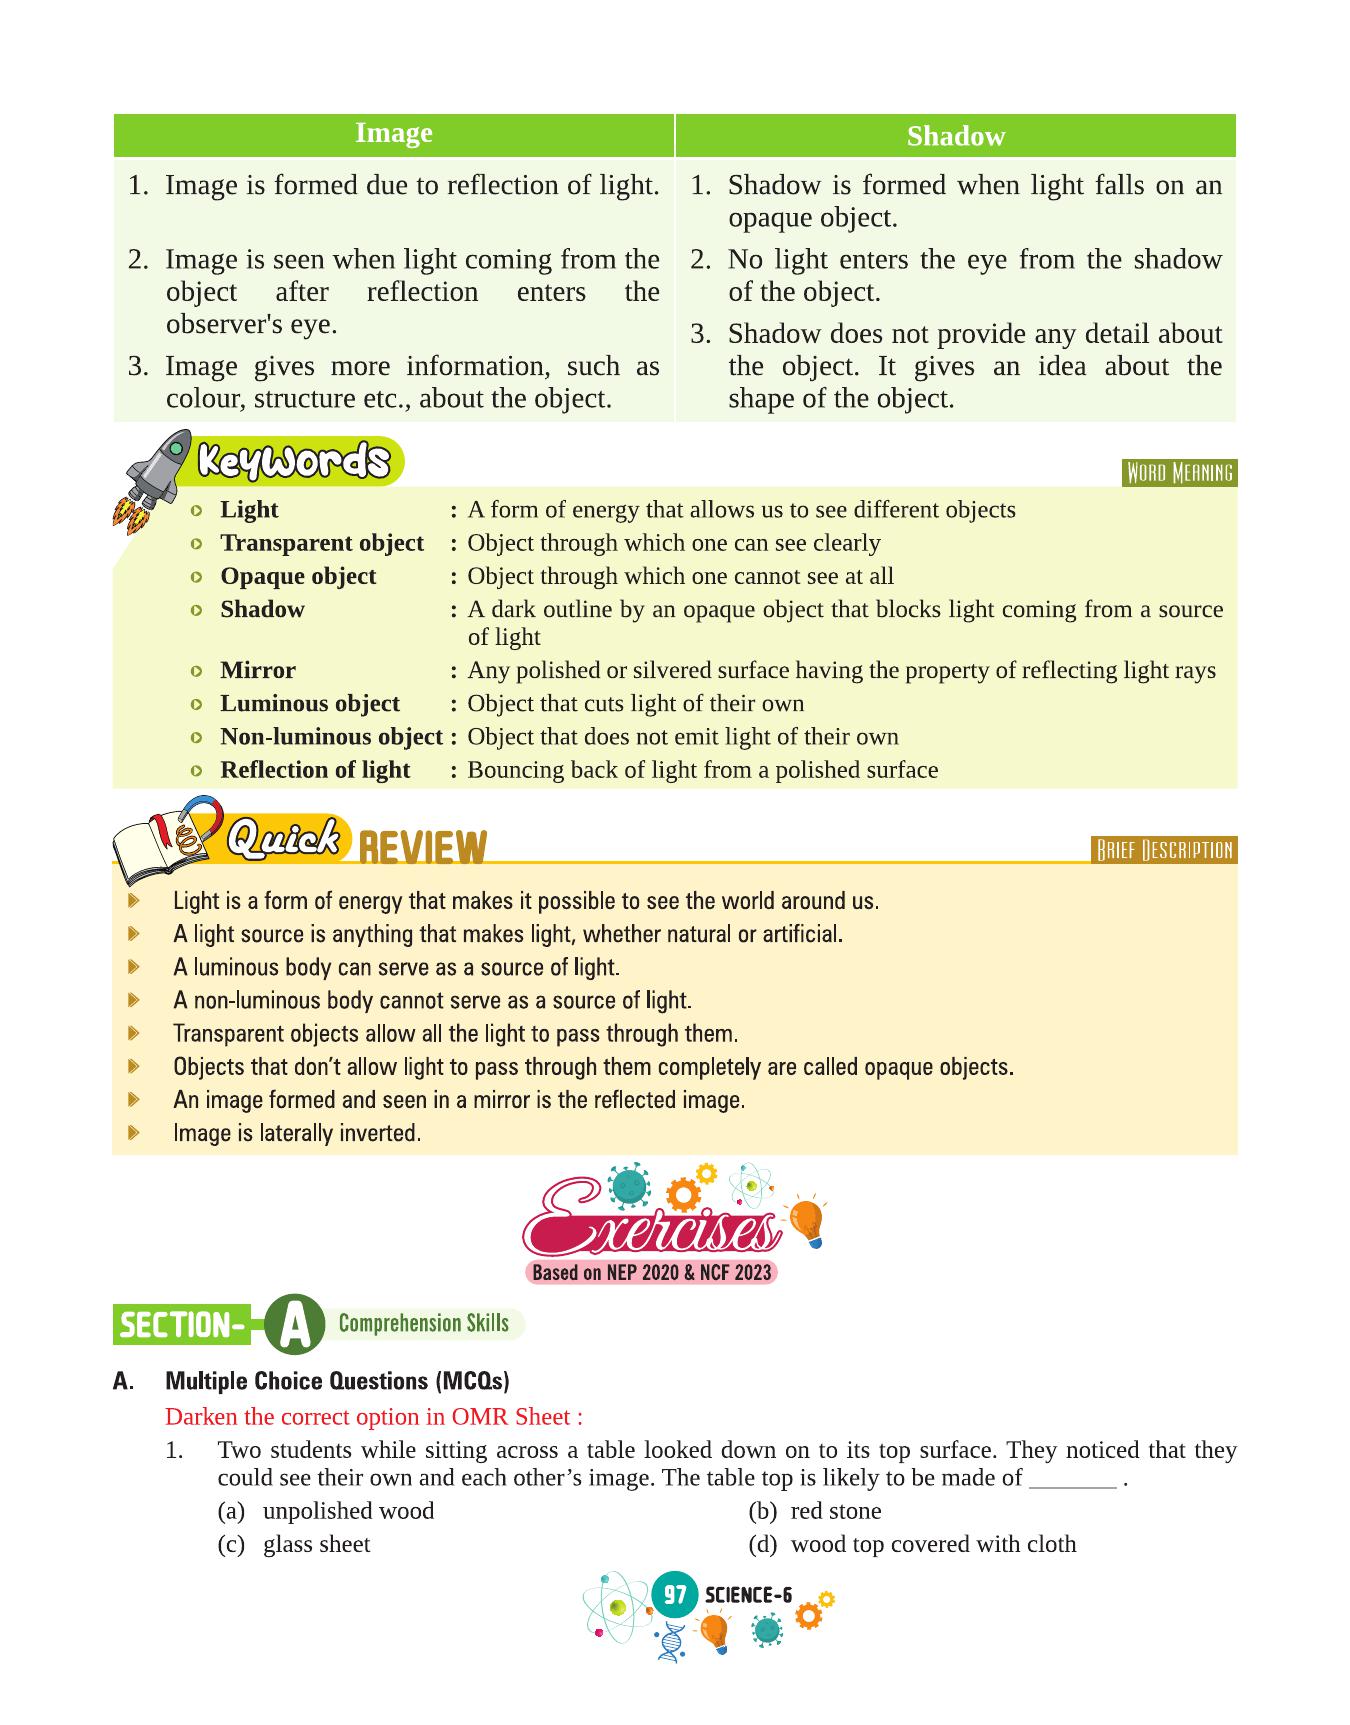 Image
Shadow
1. Image is formed due to reflection of light.
2. Image is seen when light coming from the
object after reflection enters the
observer's eye.
3. Image gives more information, such as
colour, structure etc., about the object.
1. Shadow is formed when light falls on an
opaque object.
2. No light enters the eye from the shadow
of the object.
3. Shadow does not provide any detail about
the object. It gives an idea about the
shape of the object.
KeyWords
WORD MEANING
Light : A form of energy that allows us to see different objects
Transparent object : Object through which one can see clearly
Opaque object : Object through which one cannot see at all
Shadow : A dark outline by an opaque object that blocks light coming from a source
of light
Mirror : Any polished or silvered surface having the property of reflecting light rays
Luminous object : Object that cuts light of their own
Non-luminous object : Object that does not emit light of their own
Reflection of light : Bouncing back of light from a polished surface
Quick REVIEW
BRIEF DESCRIPTION
Light is a form of energy that makes it possible to see the world around us.
A light source is anything that makes light, whether natural or artificial.
A luminous body can serve as a source of light.
A non-luminous body cannot serve as a source of light.
Transparent objects allow all the light to pass through them.
Objects that don't allow light to pass through them completely are called opaque objects.
An image formed and seen in a mirror is the reflected image.
Image is laterally inverted.
Exercises
Based on NEP 2020 & NCF 2023
SECTION- A Comprehension Skills
A. Multiple Choice Questions (MCQs)
Darken the correct option in OMR Sheet :
1. Two students while sitting across a table looked down on to its top surface. They noticed that they
could see their own and each other's image. The table top is likely to be made of _______ .
(a) unpolished wood (b) red stone
(c) glass sheet (d) wood top covered with cloth
97 SCIENCE-6